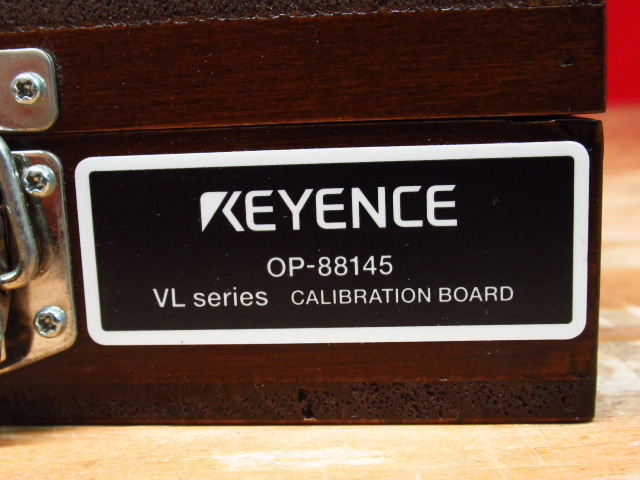 KEYENCE
OP-88145
VL series CALIBRATION BOARD